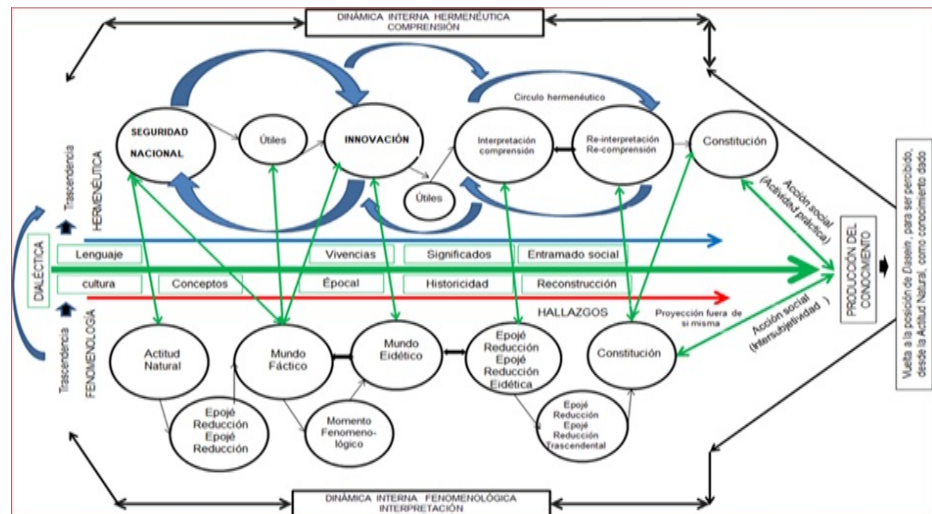 DINÁMICA INTERNA HERMENÉUTICA
COMPRENSIÓN
Trascendencia
HERMENÉUTICA
SEGURIDAD
NACIONAL
Útiles
INNOVACIÓN
Circulo hermenéutico
Útiles
Interpretación
comprensión
Re-interpretación
Re-comprensión
Constitución
Acción social
(Actividad práctica)
DIALÉCTICA
Lenguaje
Vivencias
Significados
Entramado social
cultura
Conceptos
Épocal
Historicidad
Reconstrucción
HALLAZGOS
Proyección fuera de
si misma
Acción social
(Intersubjetividad )
PRODUCCIÓN DEL
CONOCIMIENTO
Vuelta a la posición de Dasein, para ser percibido,
desde la Actitud Natural, como conocimiento dado
Trascendencia
FENOMENOLOGÍA
Actitud
Natural
Epojé
Reducción
Epojé
Reducción
Mundo
Fáctico
Momento
Fenomeno-
lógico
Mundo
Eidético
Epojé
Reducción
Epojé
Reducción
Eidética
Epojé
Reducción
Epojé
Reducción
Trascendental
Constitución
DINÁMICA INTERNA FENOMENOLÓGICA
INTERPRETACIÓN